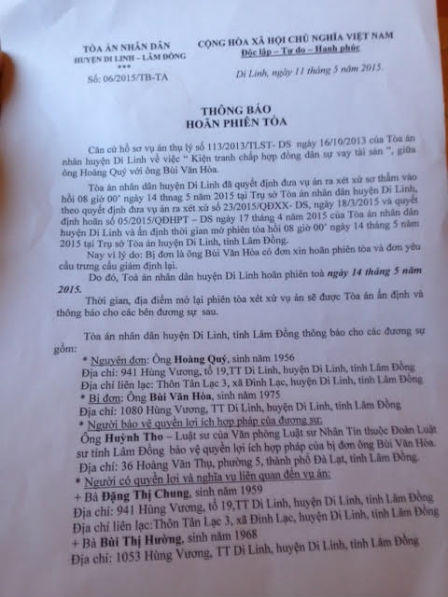 TÒA ÁN NHÂN DÂN
HUYỆN DI LINH – LÂM ĐỒNG
***
Số: 06/2015/TB-TA
CỘNG HÒA XÃ HỘI CHỦ NGHĨA VIỆT NAM
Độc lập – Tự do – Hạnh phúc
Di Linh, ngày 11 tháng 5 năm 2015.
THÔNG BÁO
HOÃN PHIÊN TÒA
Căn cứ hồ sơ vụ án thụ lý số 113/2013/TLST- DS ngày 16/10/2013 của Tòa án
nhân huyện Di Linh về việc " Kiện tranh chấp hợp đồng dân sự vay tài sản ", giữa
ông Hoàng Quý với ông Bùi Văn Hòa.
Tòa án nhân dân huyện Di Linh đã quyết định đưa vụ án ra xét xử sơ thẩm vào
hồi 08 giờ 00' ngày 14 thnag 5 năm 2015 tại Trụ sở Tòa án nhân dân huyện Di Linh,
theo quyết định đưa vụ án ra xét xử số 23/2015/QĐXX- DS, ngày 18/3/2015 và quyết
định hoãn số 05/2015/QĐHPT – DS ngày 17 tháng 4 năm 2015 của Tòa án nhân dân
huyện Di Linh và ấn định thời gian mở phiên tòa hồi 08 giờ 00' ngày 14 tháng 5 năm
2015 tại Trụ sở Tòa án huyện Di Linh, tỉnh Lâm Đồng.
Nay vì lý do: Bị đơn là ông Bùi Văn Hòa có đơn xin hoãn phiên tòa và đơn yêu
cầu trưng cầu giám định lại.
Do đó, Toà án nhân dân huyện Di Linh hoãn phiên toà ngày 14 tháng 5 năm
2015.
Thời gian, địa điểm mở lại phiên tòa xét xử vụ án sẽ được Tòa án ấn định và
thông báo cho các bên đương sự sau.
Tòa án nhân dân huyện Di Linh, tỉnh Lâm Đồng thông báo cho các đương sự
gồm:
* Nguyên đơn: Ông Hoàng Quý, sinh năm 1956
Địa chỉ: 941 Hùng Vương, tổ 19,TT Di Linh, huyện Di Linh, tỉnh Lâm Đồng
Địa chỉ liên lạc: Thôn Tân Lạc 3, xã Đinh Lạc, huyện Di Linh, tỉnh Lâm Đồng
* Bị đơn: Ông Bùi Văn Hòa, sinh năm 1975
Địa chỉ: 1080 Hùng Vương, TT Di Linh, huyện Di Linh, tỉnh Lâm Đồng
* Người bảo vệ quyền lợi ích hợp pháp của đương sự:
Ông Huỳnh Tho – Luật sư của Văn phòng Luật sư Nhân Tín thuộc Đoàn Luật
sư tỉnh Lâm Đồng bảo vệ quyền lợi ích hợp pháp của bị đơn ông Bùi Văn Hòa.
Địa chỉ: 36 Hoàng Văn Thụ, phường 5, thành phố Đà Lạt, tỉnh Lâm Đồng.
* Người có quyền lợi và nghĩa vụ liên quan đến vụ án:
+ Bà Đặng Thị Chung, sinh năm 1959
Địa chỉ: 941 Hùng Vương, tổ 19,TT Di Linh, huyện Di Linh, tỉnh Lâm Đồng
Địa chỉ liên lạc:Thôn Tân Lạc 3, xã Đinh Lạc, huyện Di Linh, tỉnh Lâm Đồng
+ Bà Bùi Thị Hường, sinh năm 1968
Địa chỉ: 1053 Hùng Vương, TT Di Linh, huyện Di Linh, tỉnh Lâm Đồng